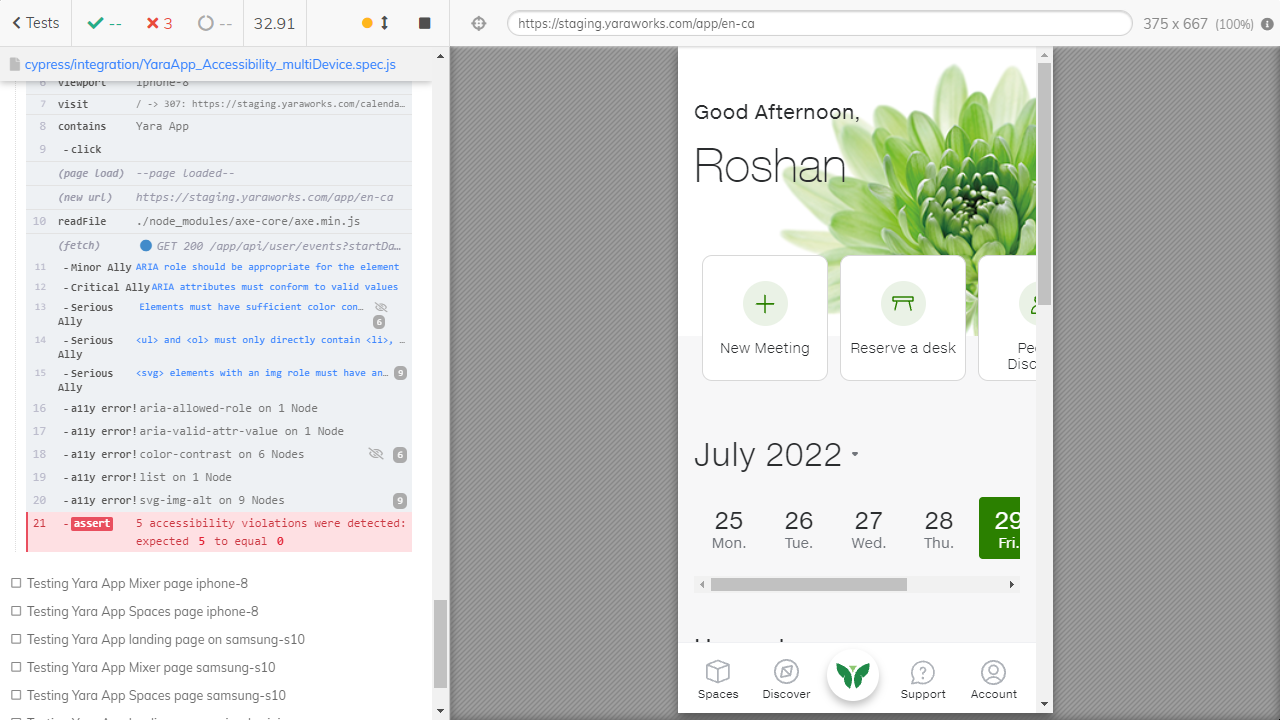 Tests
--
3
--
32.91
https://staging.yaraworks.com/app/en-ca
375 x 667 (100%)
cypress/integration/YaraApp_Accessibility_multiDevice.spec.js
6 viewport iphone-8
7 visit / -> 307: https://staging.yaraworks.com/calenda…
8 contains Yara App
9 -click
(page load) --page loaded--
(new url) https://staging.yaraworks.com/app/en-ca
10 readFile ./node_modules/axe-core/axe.min.js
(fetch) GET 200 /app/api/user/events?startDa…
11 -Minor A11y ARIA role should be appropriate for the element
12 -Critical A11y ARIA attributes must conform to valid values
13 -Serious A11y Elements must have sufficient color con… 6
14 -Serious A11y <ul> and <ol> must only directly contain <li>, …
15 -Serious A11y <svg> elements with an img role must have an… 9
16 -a11y error! aria-allowed-role on 1 Node
17 -a11y error! aria-valid-attr-value on 1 Node
18 -a11y error! color-contrast on 6 Nodes 6
19 -a11y error! list on 1 Node
20 -a11y error! svg-img-alt on 9 Nodes 9
21 -assert 5 accessibility violations were detected:
expected 5 to equal 0
Testing Yara App Mixer page iphone-8
Testing Yara App Spaces page iphone-8
Testing Yara App landing page on samsung-s10
Testing Yara App Mixer page samsung-s10
Testing Yara App Spaces page samsung-s10
Good Afternoon,
Roshan
New Meeting
Reserve a desk
July 2022
25 26 27 28 29
Mon. Tue. Wed. Thu. Fri.
Spaces
Discover
Support
Account